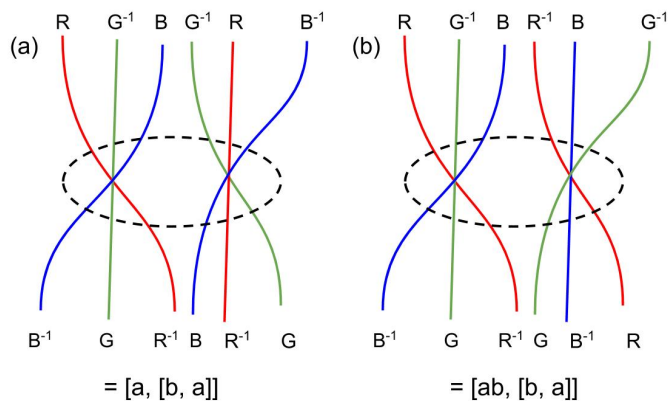 (a) R G⁻¹ B G⁻¹ R B⁻¹
B⁻¹ G R⁻¹ B R⁻¹ G
= [a, [b, a]]
(b) R G⁻¹ B R⁻¹ B G⁻¹
B⁻¹ G R⁻¹ G B⁻¹ R
= [ab, [b, a]]